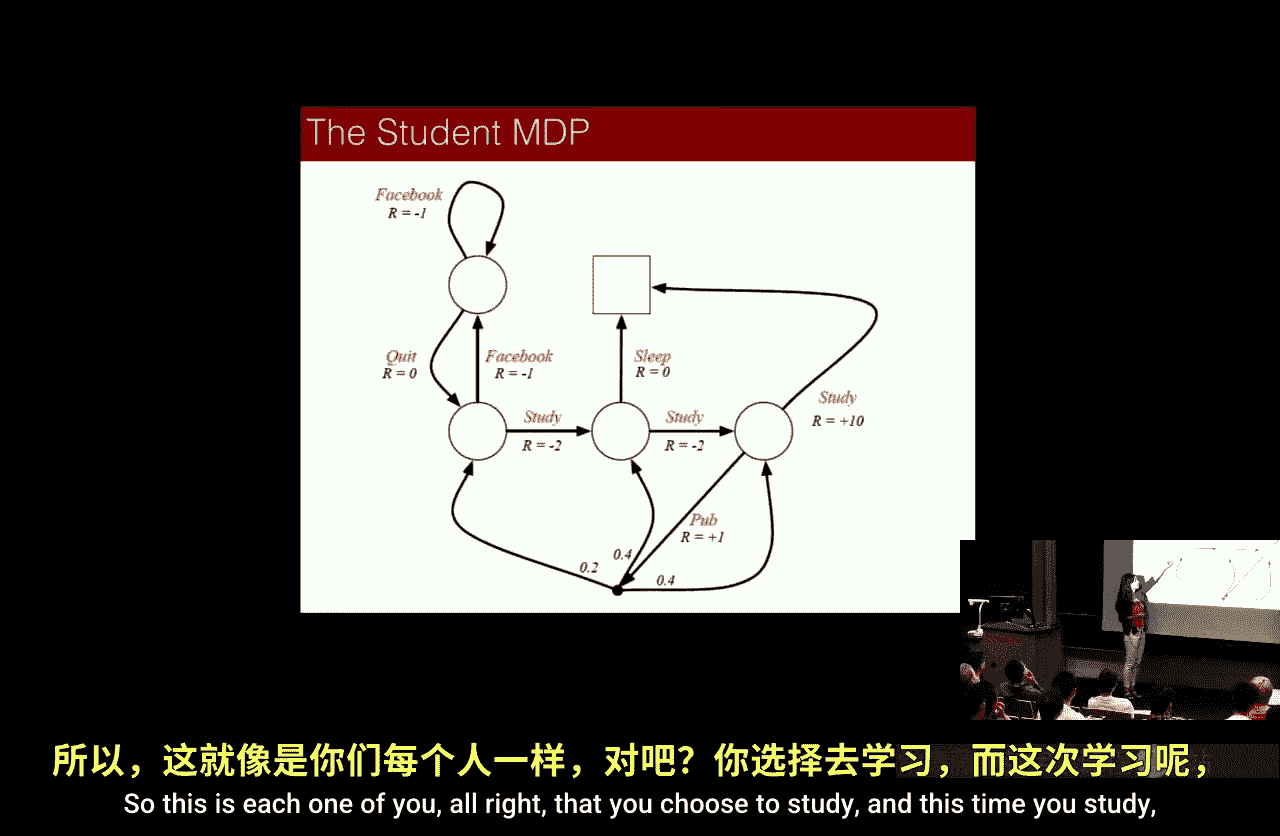 The Student MDP
Facebook
R = -1
Quit
R = 0
Facebook
R = -1
Sleep
R = 0
Study
R = +10
Study
R = -2
Study
R = -2
Pub
R = +1
0.4
0.2
0.4
所以，这就像是你们每个人一样，对吧？你选择去学习，而这次学习呢，
So this is each one of you, all right, that you choose to study, and this time you study,